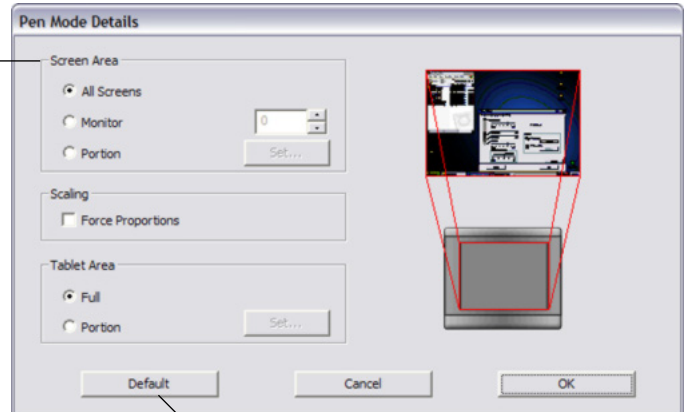 Pen Mode Details
Screen Area
All Screens
Monitor
0
Portion
Set...
Scaling
Force Proportions
Tablet Area
Full
Portion
Set...
Default
Cancel
OK